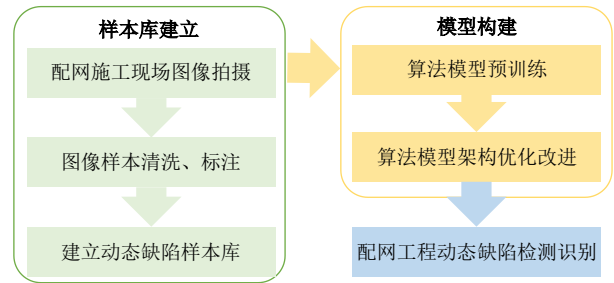 样本库建立
配网施工现场图像拍摄
图像样本清洗、标注
建立动态缺陷样本库
模型构建
算法模型预训练
算法模型架构优化改进
配网工程动态缺陷检测识别